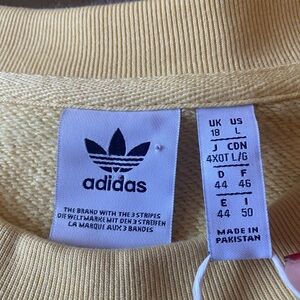 adidas
THE BRAND WITH THE 3 STRIPES
DIE WELTMARKE MIT DEN 3 STREIFEN
LA MARQUE AUX 3 BANDES
UK US
18 L
J CDN
4XOT L/G
D F
44 46
E I
44 50
MADE IN
PAKISTAN